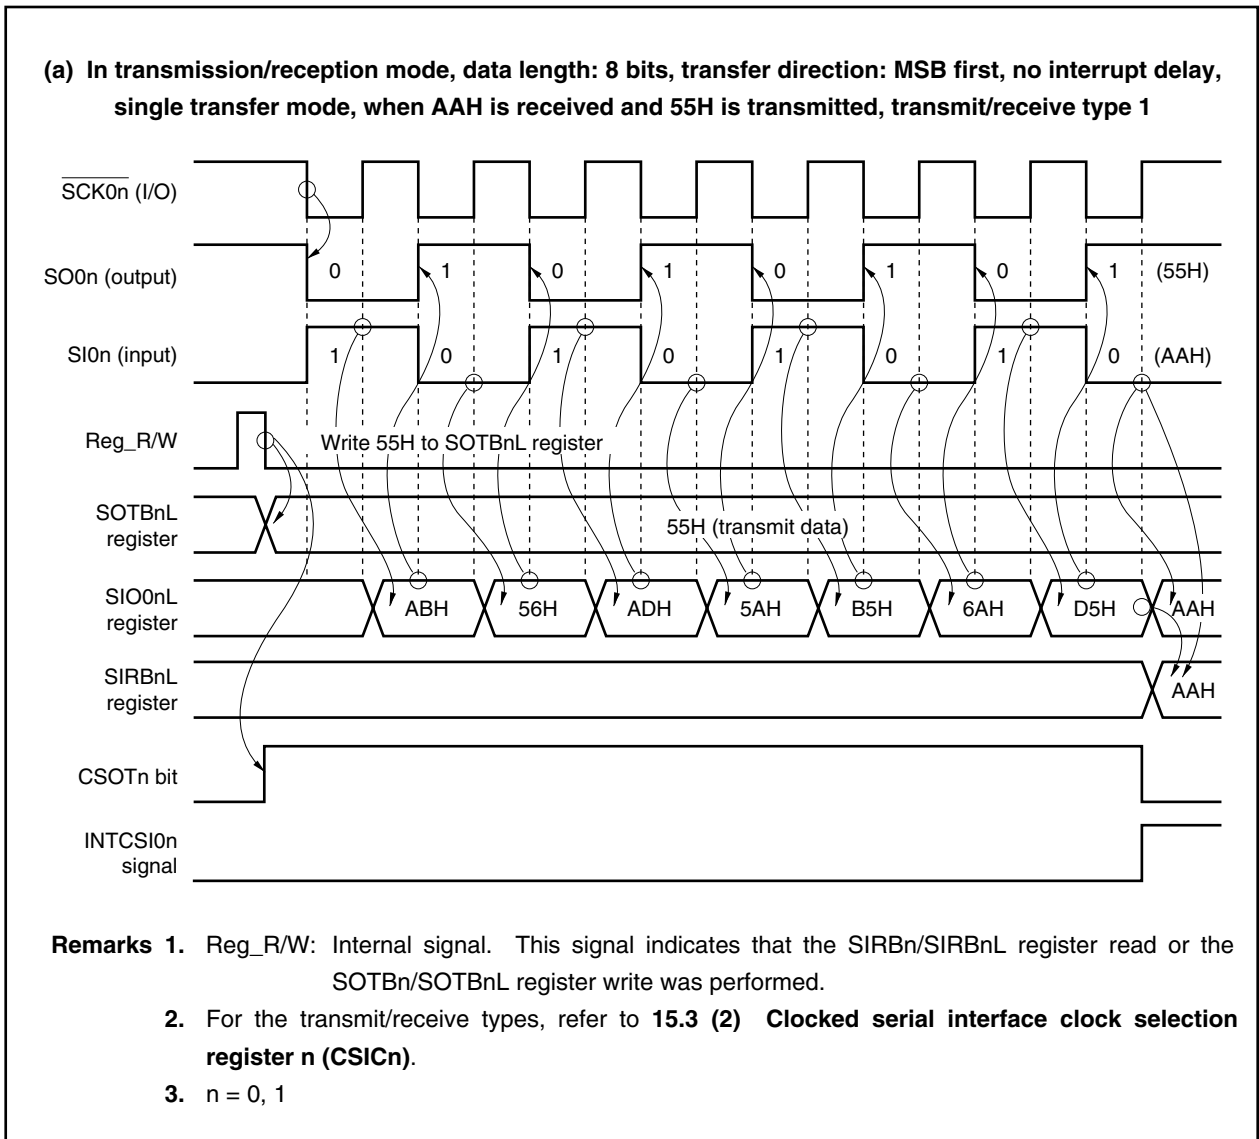 (a) In transmission/reception mode, data length: 8 bits, transfer direction: MSB first, no interrupt delay,
single transfer mode, when AAH is received and 55H is transmitted, transmit/receive type 1
SCK0n (I/O)
SO0n (output) 0 1 0 1 0 1 0 1 (55H)
SI0n (input) 1 0 1 0 1 0 1 0 (AAH)
Reg_R/W Write 55H to SOTBnL register
SOTBnL
register
55H (transmit data)
SIO0nL
register
ABH 56H ADH 5AH B5H 6AH D5H AAH
SIRBnL
register
AAH
CSOTn bit
INTCSI0n
signal
Remarks 1. Reg_R/W: Internal signal. This signal indicates that the SIRBn/SIRBnL register read or the
SOTBn/SOTBnL register write was performed.
2. For the transmit/receive types, refer to 15.3 (2) Clocked serial interface clock selection
register n (CSICn).
3. n = 0, 1